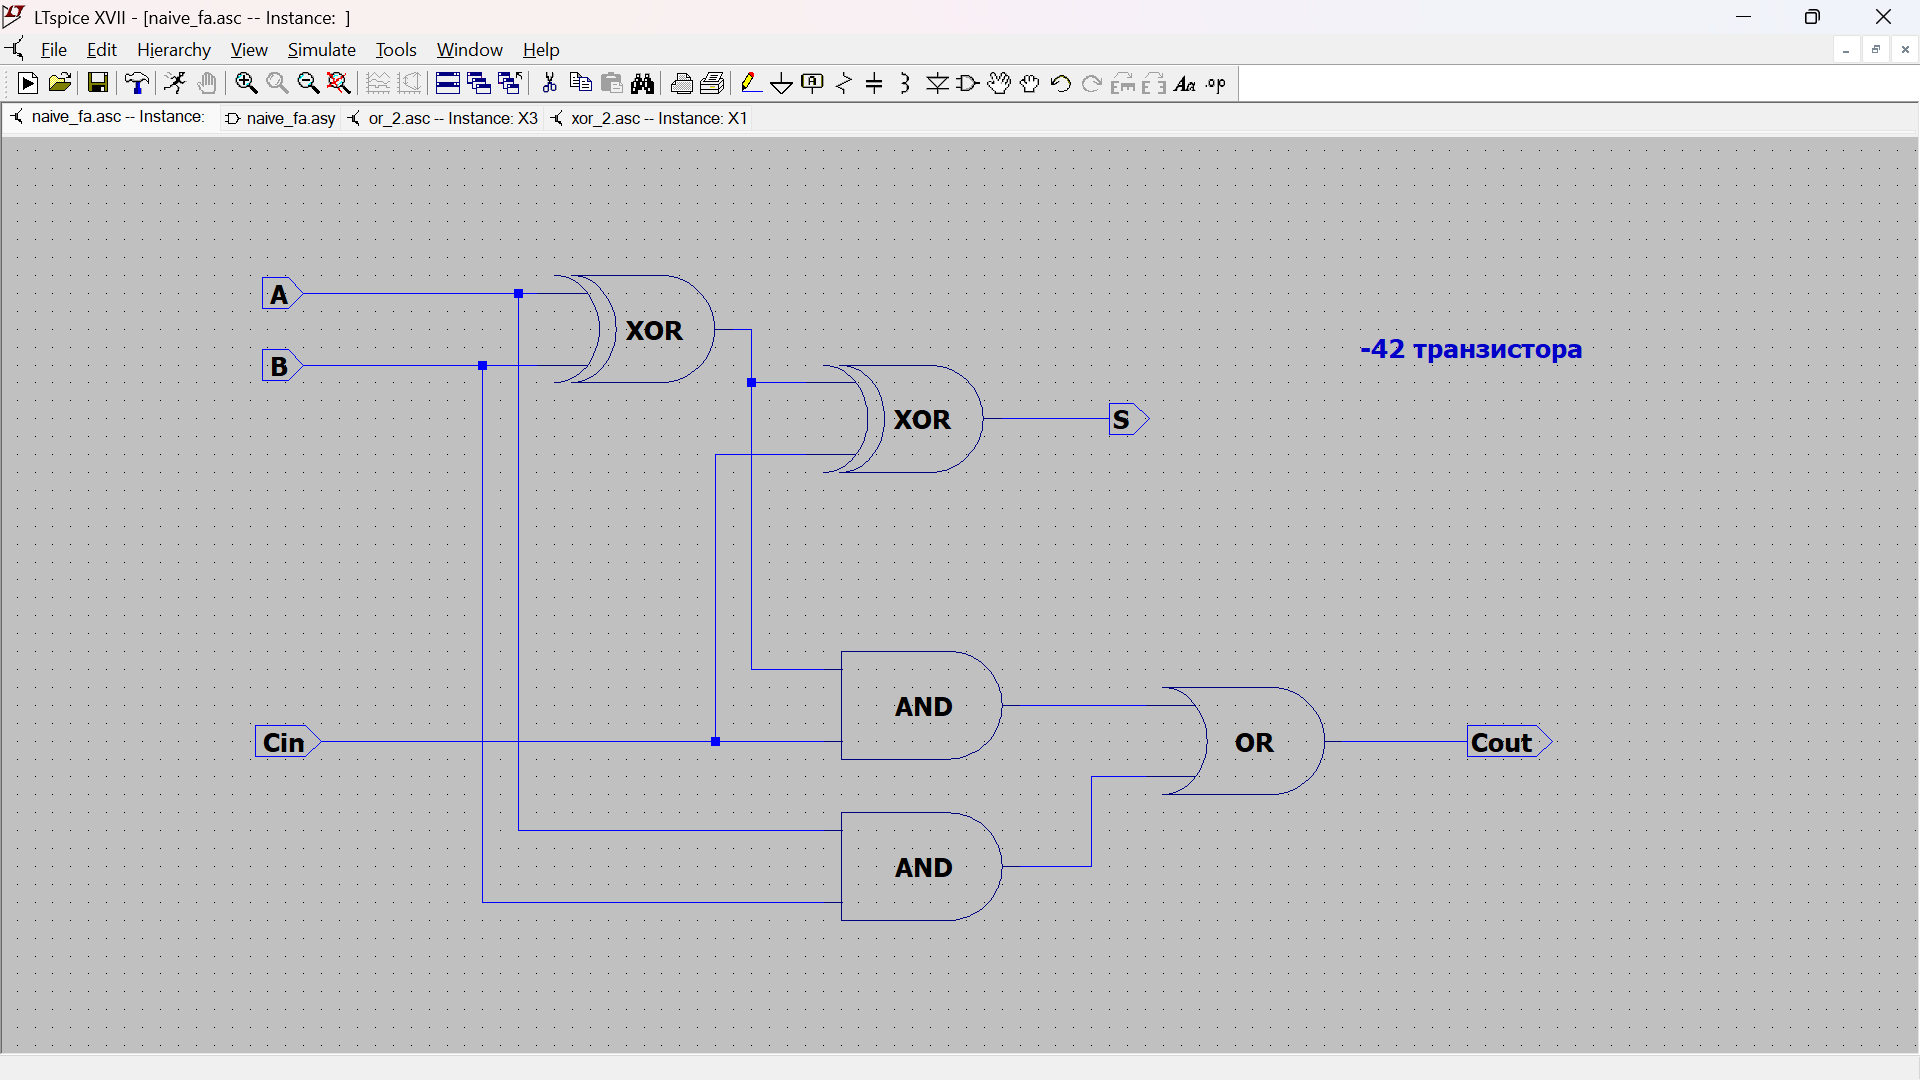 LTspice XVII - [naive_fa.asc -- Instance: ]
File Edit Hierarchy View Simulate Tools Window Help
naive_fa.asc -- Instance: naive_fa.asy or_2.asc -- Instance: X3 xor_2.asc -- Instance: X1
A
XOR
B
-42 транзистора
XOR
S
AND
Cin
OR
Cout
AND